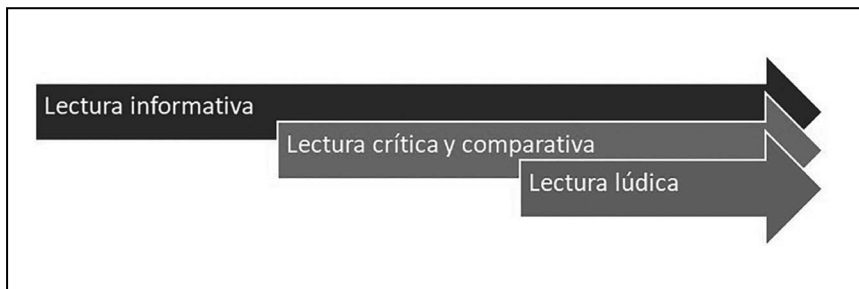 Lectura informativa
Lectura crítica y comparativa
Lectura lúdica